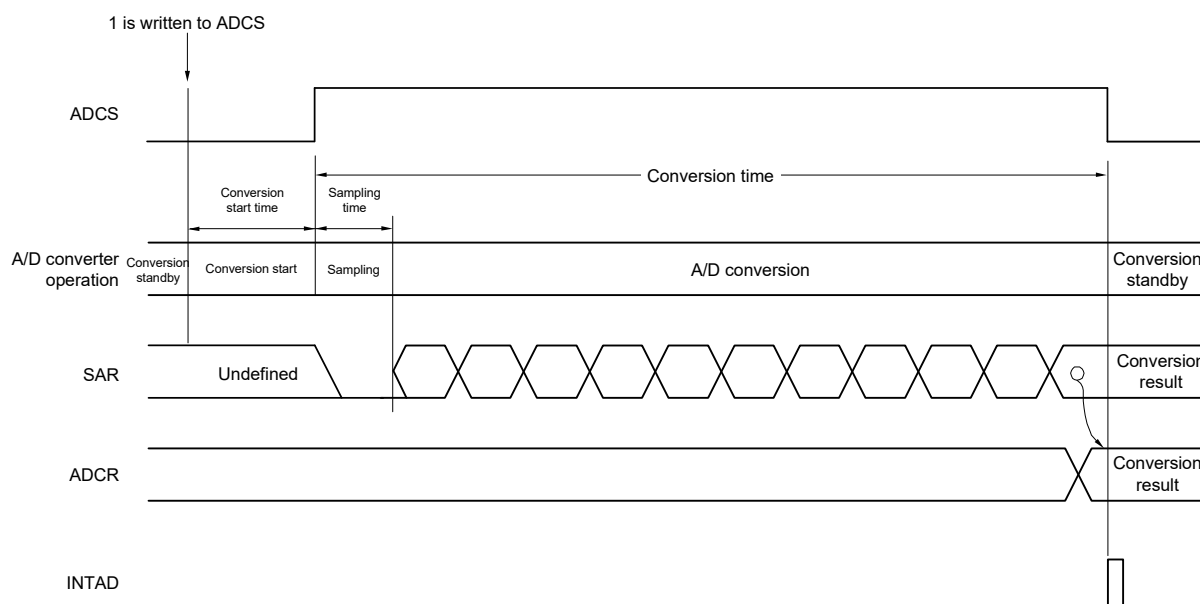 1 is written to ADCS
ADCS
Conversion time
Conversion
start time
Sampling
time
A/D converter
operation
Conversion
standby
Conversion start
Sampling
A/D conversion
Conversion
standby
SAR
Undefined
Conversion
result
ADCR
Conversion
result
INTAD